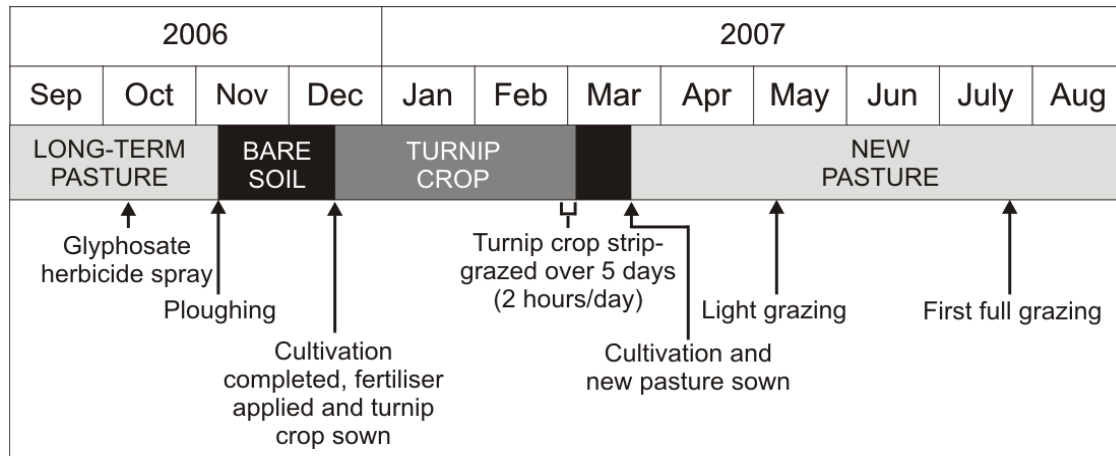 2006 2007
Sep Oct Nov Dec Jan Feb Mar Apr May Jun July Aug
LONG-TERM
PASTURE
BARE
SOIL
TURNIP
CROP
NEW
PASTURE
Glyphosate
herbicide spray
Ploughing
Cultivation
completed, fertiliser
applied and turnip
crop sown
Turnip crop strip-
grazed over 5 days
(2 hours/day)
Cultivation and
new pasture sown
Light grazing
First full grazing